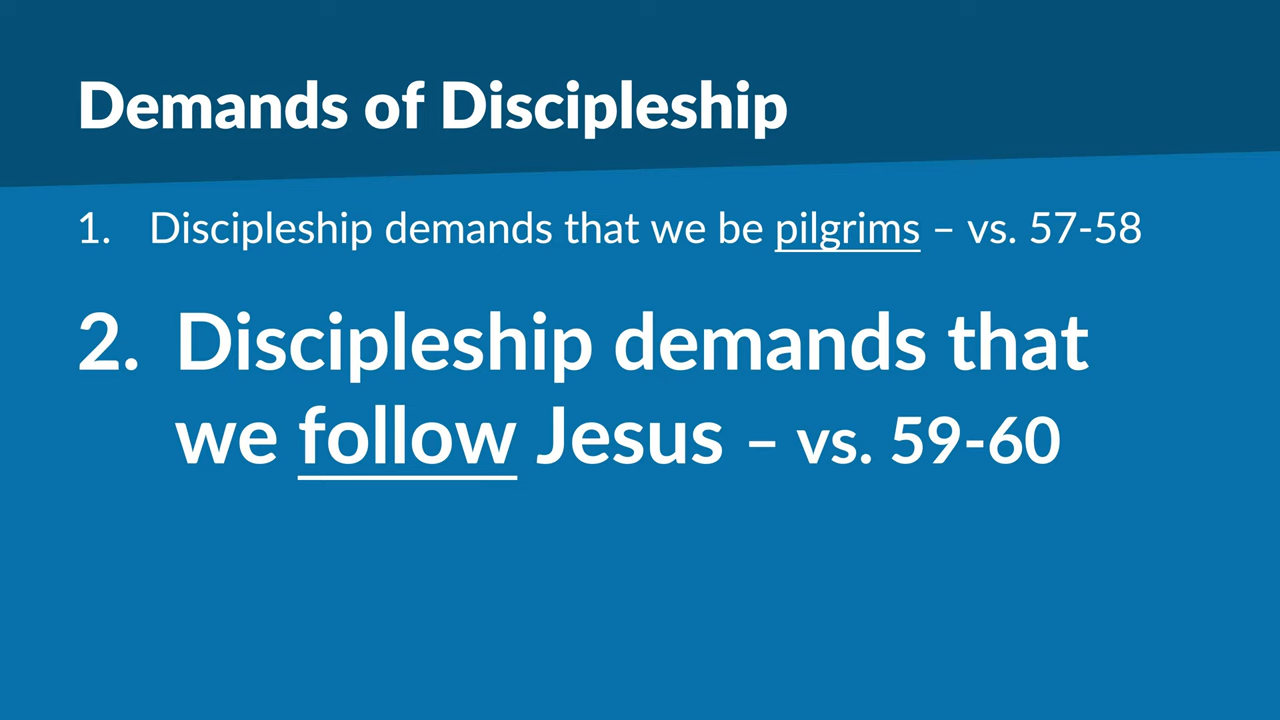 Demands of Discipleship
1. Discipleship demands that we be pilgrims – vs. 57-58
2. Discipleship demands that
we follow Jesus – vs. 59-60